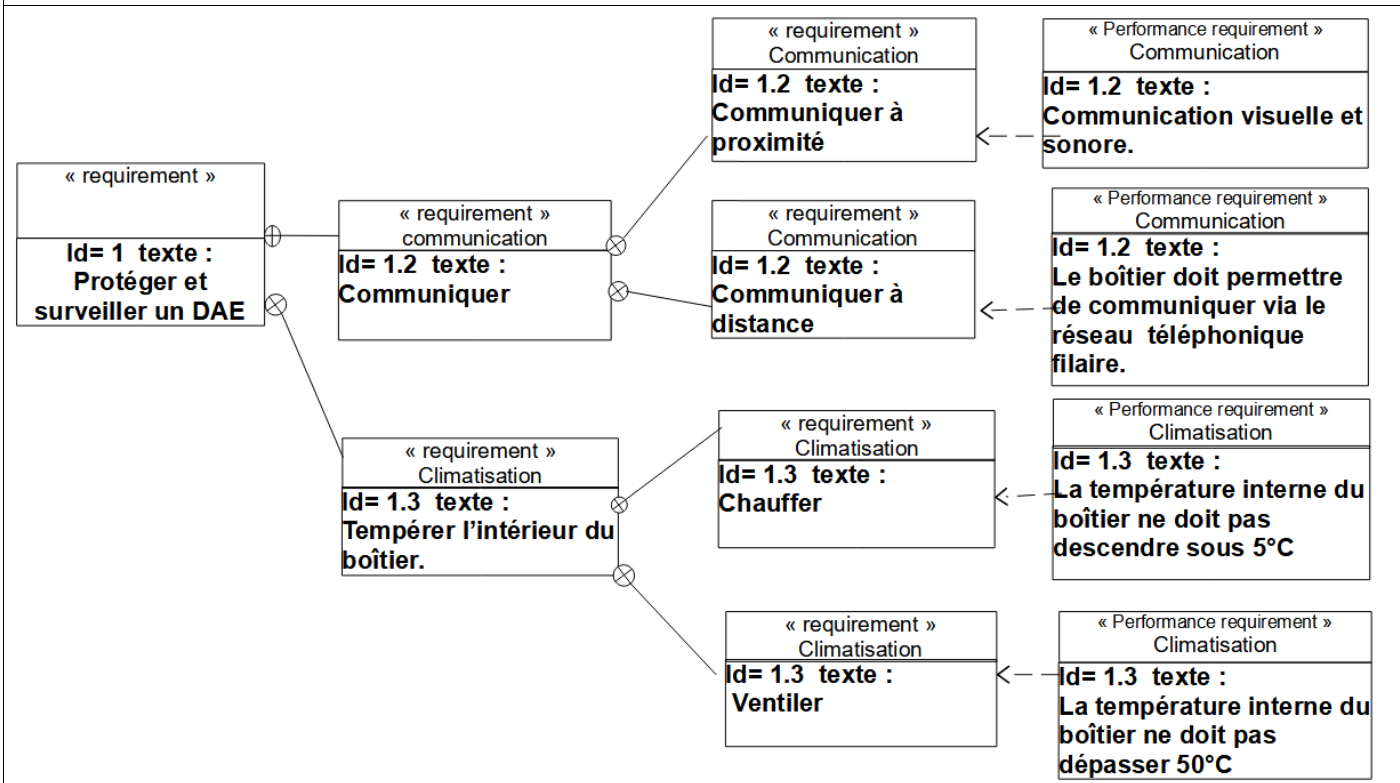 « requirement »
Id= 1  texte :
Protéger et
surveiller un DAE
« requirement »
communication
Id= 1.2  texte :
Communiquer
« requirement »
Communication
Id= 1.2  texte :
Communiquer à
proximité
« Performance requirement »
Communication
Id= 1.2  texte :
Communication visuelle et
sonore.
« requirement »
Communication
Id= 1.2  texte :
Communiquer à
distance
« Performance requirement »
Communication
Id= 1.2  texte :
Le boîtier doit permettre
de communiquer via le
réseau  téléphonique
filaire.
« requirement »
Climatisation
Id= 1.3  texte :
Tempérer l’intérieur du
boîtier.
« requirement »
Climatisation
Id= 1.3  texte :
Chauffer
« Performance requirement »
Climatisation
Id= 1.3  texte :
La température interne du
boîtier ne doit pas
descendre sous 5°C
« requirement »
Climatisation
Id= 1.3  texte :
Ventiler
« Performance requirement »
Climatisation
Id= 1.3  texte :
La température interne du
boîtier ne doit pas
dépasser 50°C